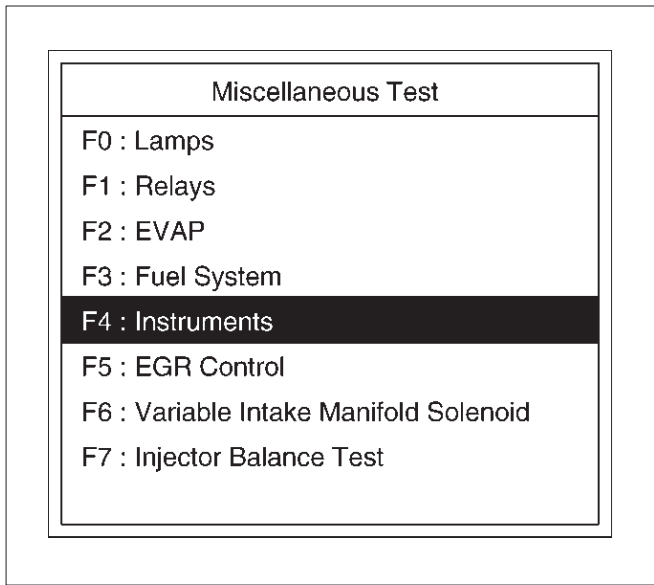 Miscellaneous Test
F0 : Lamps
F1 : Relays
F2 : EVAP
F3 : Fuel System
F4 : Instruments
F5 : EGR Control
F6 : Variable Intake Manifold Solenoid
F7 : Injector Balance Test